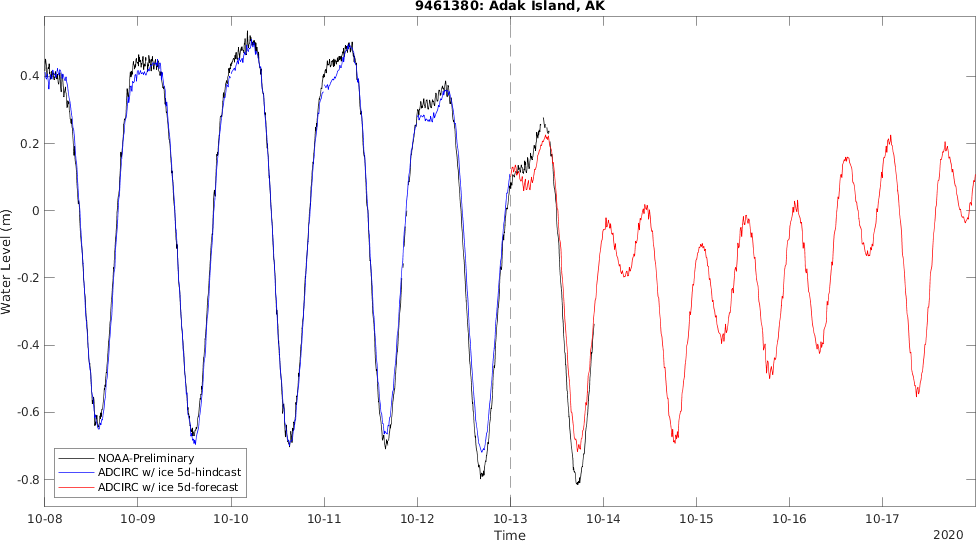 9461380: Adak Island, AK
Water Level (m)
0.4
0.2
0
-0.2
-0.4
-0.6
-0.8
NOAA-Preliminary
ADCIRC w/ ice 5d-hindcast
ADCIRC w/ ice 5d-forecast
10-08 10-09 10-10 10-11 10-12 10-13 10-14 10-15 10-16 10-17
Time
2020